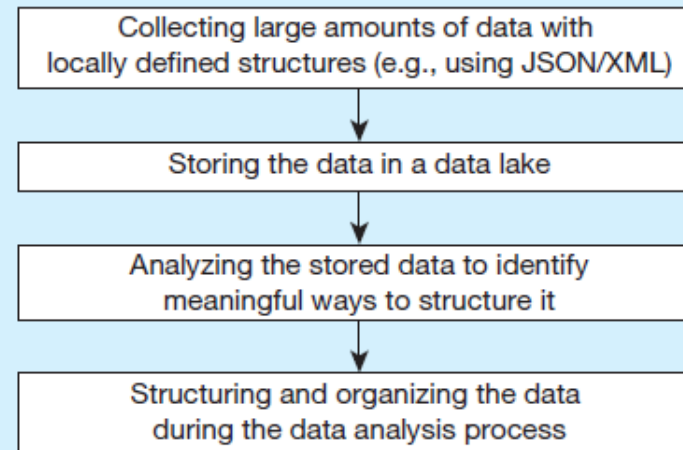 Collecting large amounts of data with
locally defined structures (e.g., using JSON/XML)
Storing the data in a data lake
Analyzing the stored data to identify
meaningful ways to structure it
Structuring and organizing the data
during the data analysis process